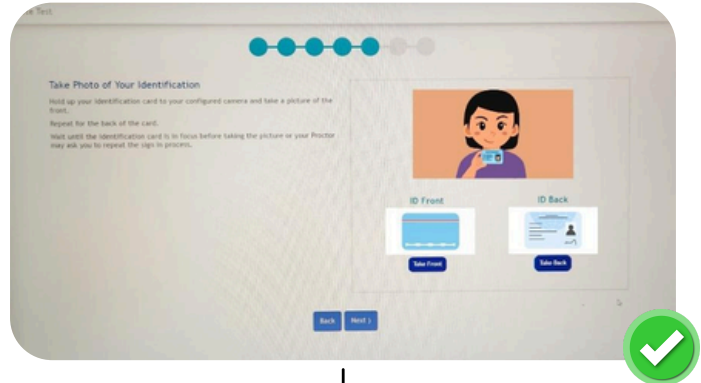 Test
Take Photo of Your Identification
Hold up your identification card to your configured camera and take a picture of the
front.
Repeat for the back of the card.
Wait until the identification card is in focus before taking the picture or your Proctor
may ask you to repeat the sign in process.
ID Front
ID Back
Take Front
Take Back
Back
Next >